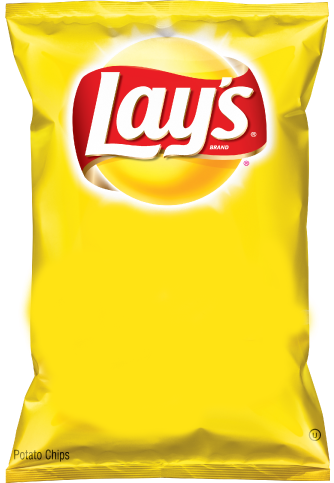 Lay's®
BRAND
®
U
Potato Chips